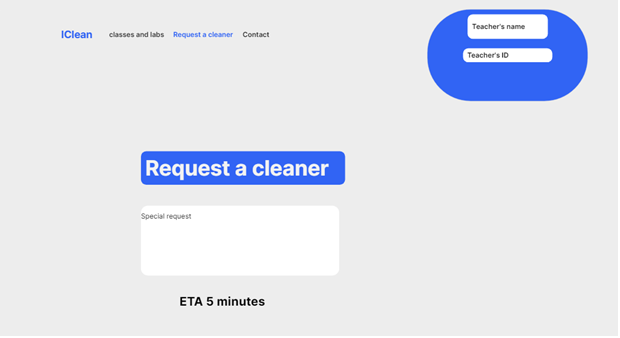 IClean
classes and labs
Request a cleaner
Contact
Teacher's name
Teacher's ID
Request a cleaner
Special request
ETA 5 minutes